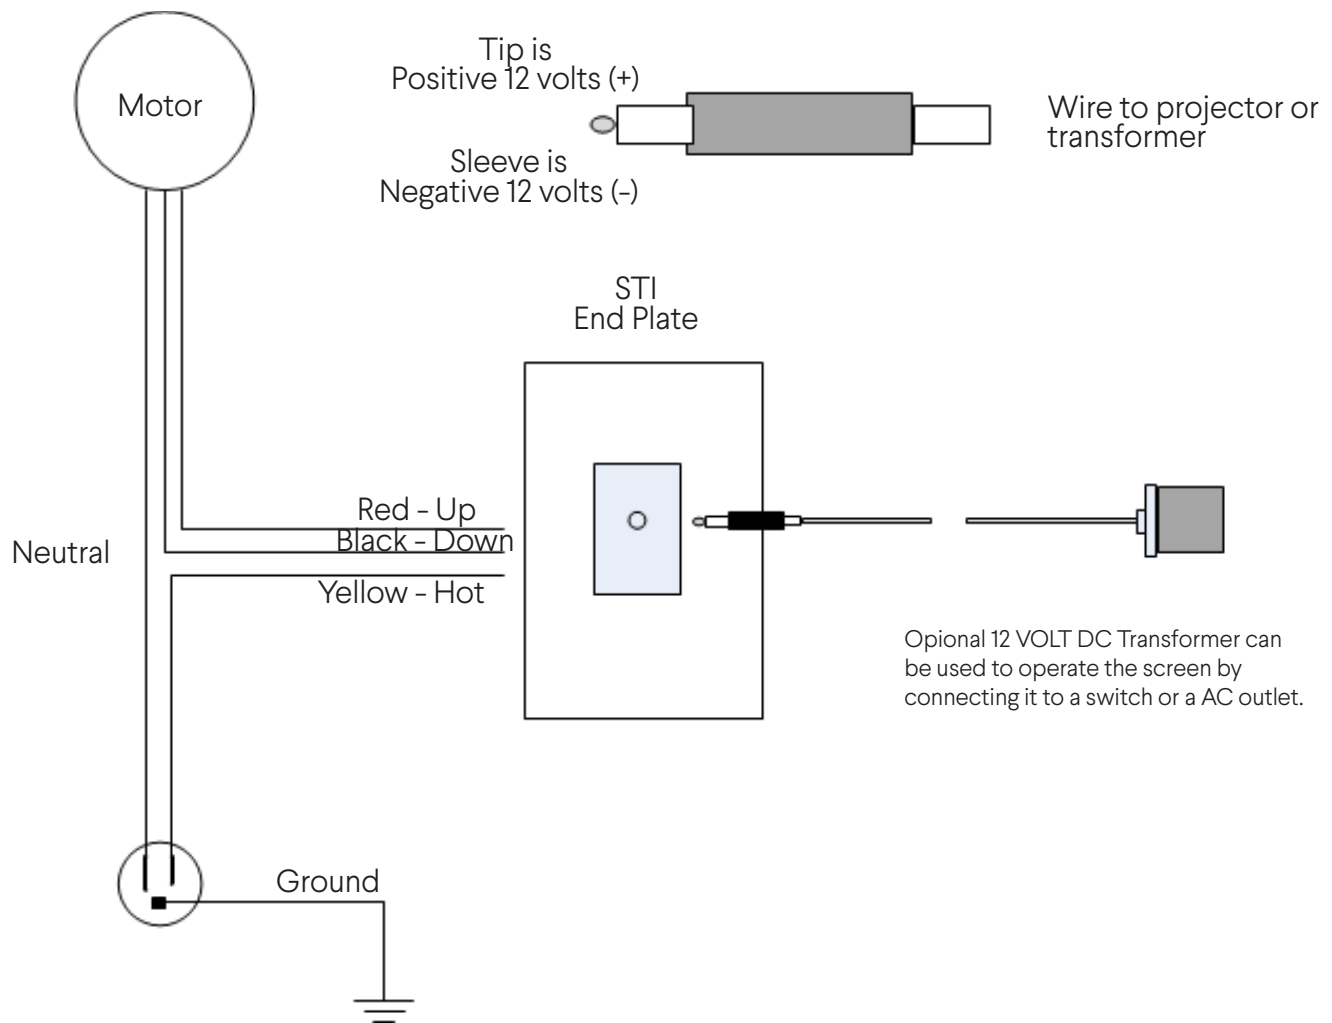 Motor
Tip is
Positive 12 volts (+)
Sleeve is
Negative 12 volts (-)
Wire to projector or
transformer
STI
End Plate
Red - Up
Black - Down
Yellow - Hot
Neutral
Opional 12 VOLT DC Transformer can
be used to operate the screen by
connecting it to a switch or a AC outlet.
Ground